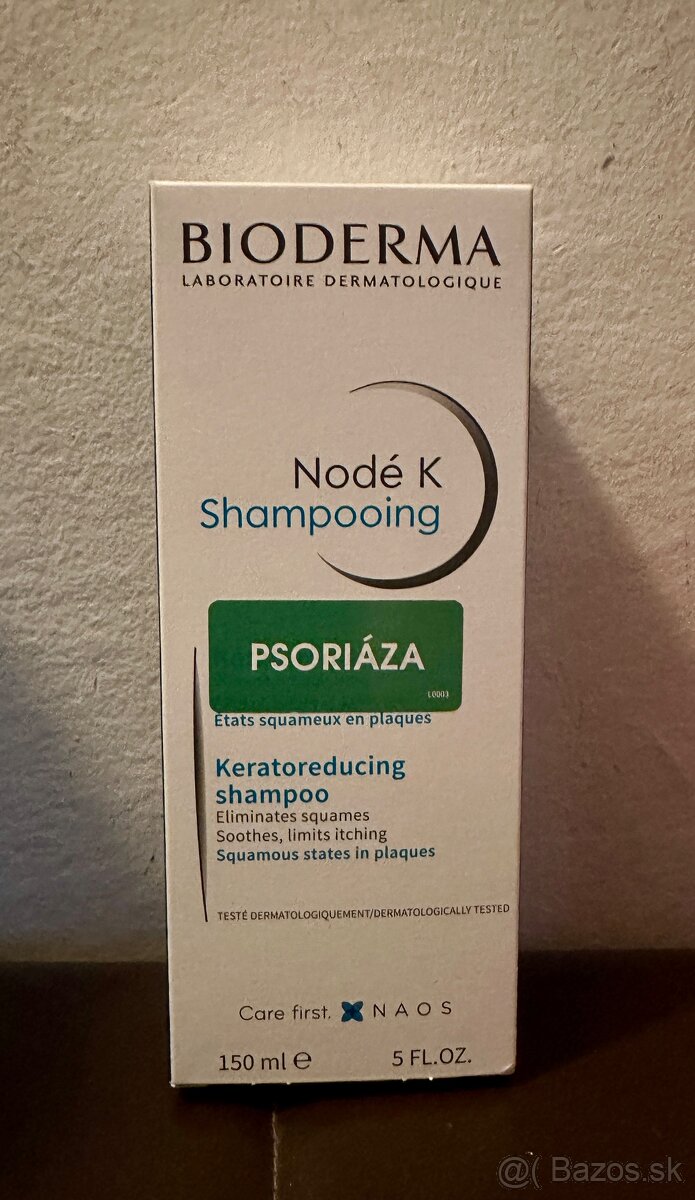 BIODERMA
LABORATOIRE DERMATOLOGIQUE
Nodé K
Shampooing
PSORIÁZA
L0003
États squameux en plaques
Keratoreducing
shampoo
Eliminates squames
Soothes, limits itching
Squamous states in plaques
TESTÉ DERMATOLOGIQUEMENT/DERMATOLOGICALLY TESTED
Care first. NAOS
150 ml ℮ 5 FL.OZ.
@( Bazos.sk